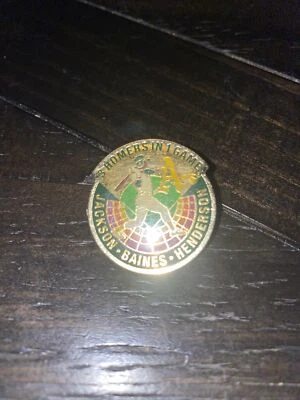 3 HOMERS IN 1 GAME
A's
JACKSON • BAINES • HENDERSON